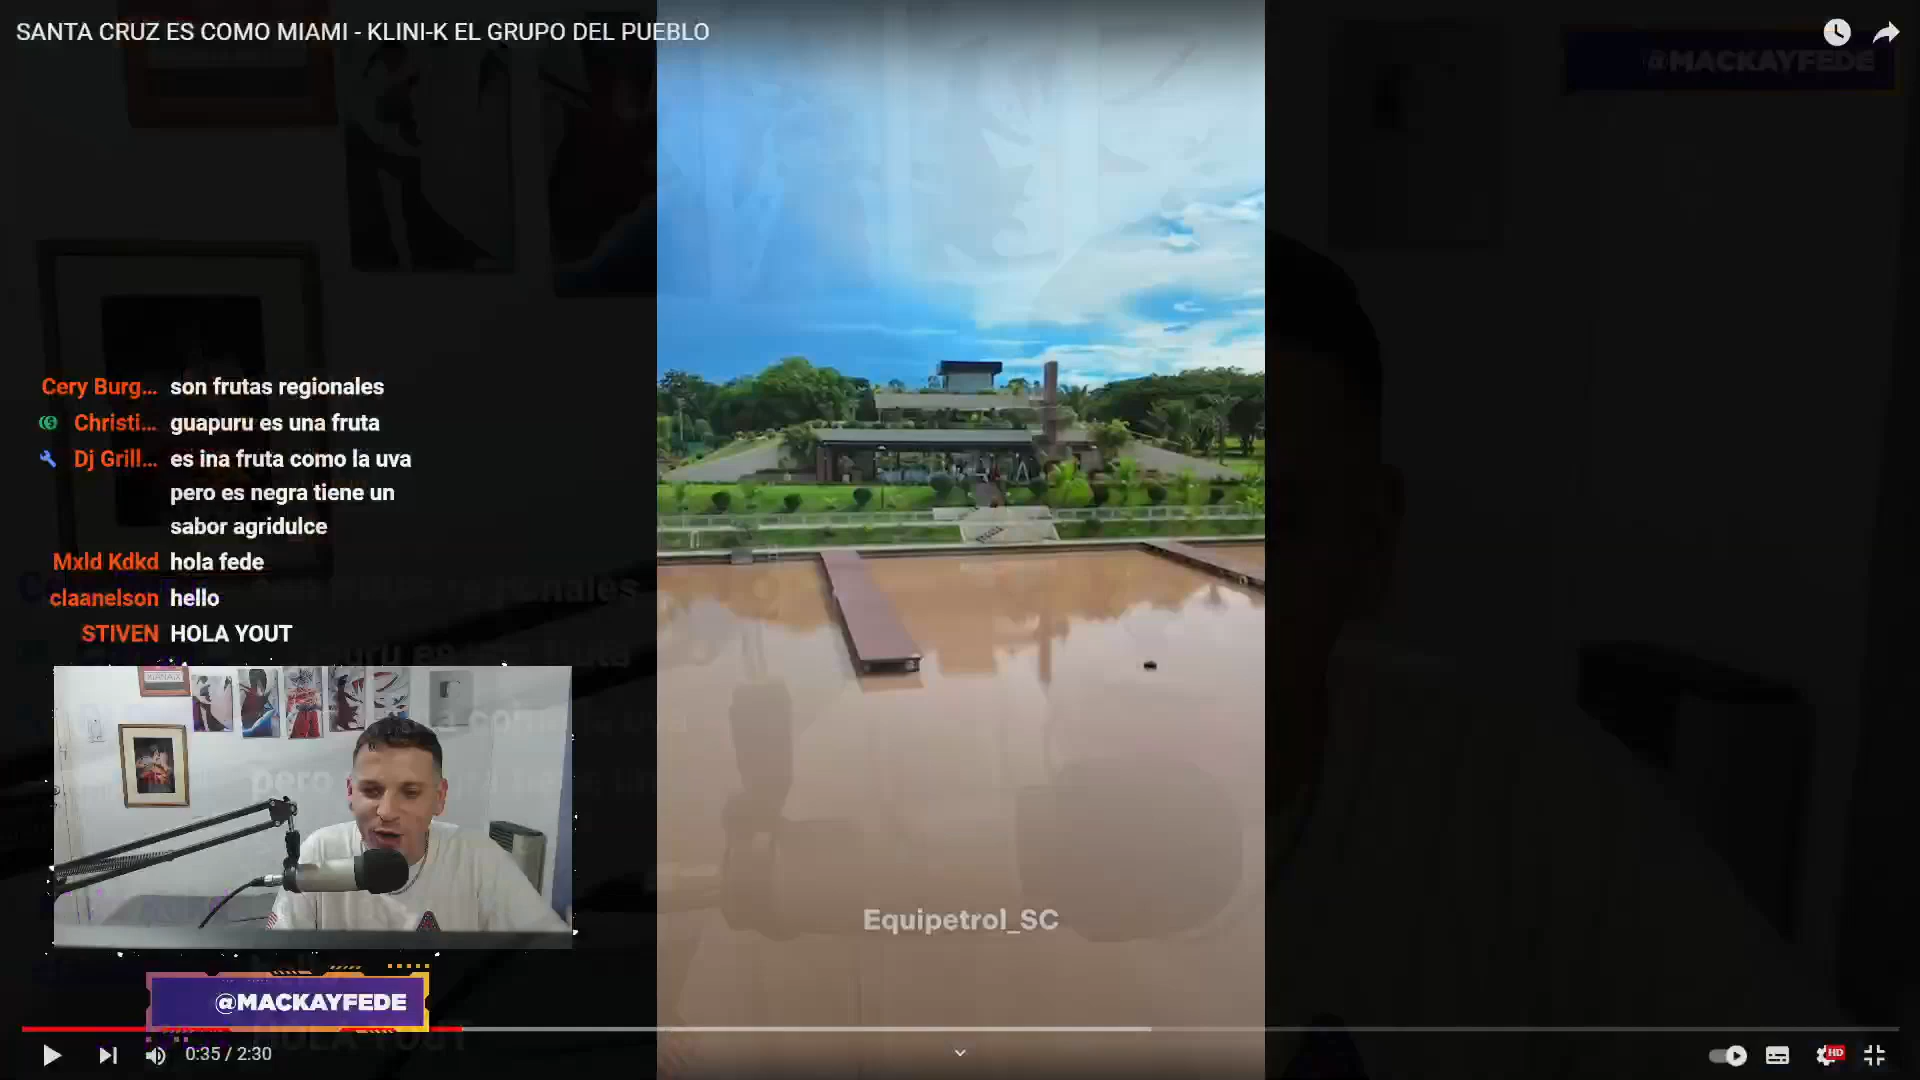 SANTA CRUZ ES COMO MIAMI - KLINI-K EL GRUPO DEL PUEBLO
@MACKAYFEDE
Cery Burg... son frutas regionales
Christi... guapuru es una fruta
Dj Grill... es ina fruta como la uva
pero es negra tiene un
sabor agridulce
Mxld Kdkd hola fede
claanelson hello
STIVEN HOLA YOUT
Equipetrol_SC
@MACKAYFEDE
0:35 / 2:30
HD